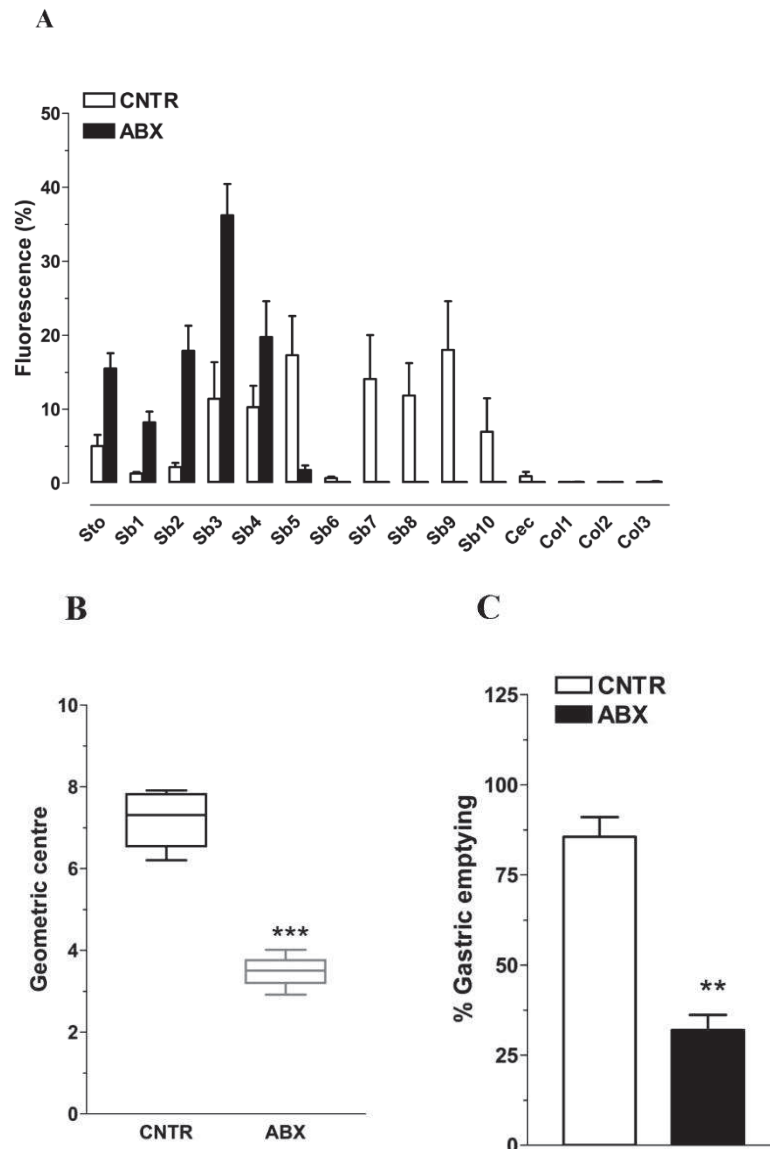 A
CNTR
ABX
50
40
30
20
10
0
Fluorescence (%)
Sto Sb1 Sb2 Sb3 Sb4 Sb5 Sb6 Sb7 Sb8 Sb9 Sb10 Cec Col1 Col2 Col3
B
10
8
6
4
2
0
Geometric centre
***
CNTR ABX
C
CNTR
ABX
125
100
75
50
25
0
% Gastric emptying
**